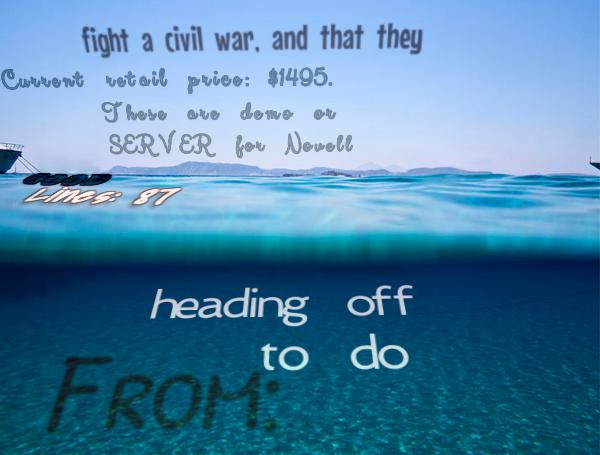 fight a civil war, and that they
Current retail price: $1495.
These are demo or
SERVER for Novell
GOOD
Lines: 87
heading off
to do
FROM: